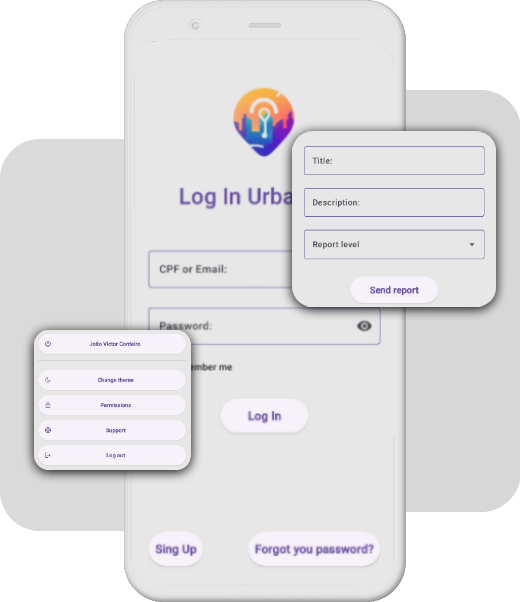 Log In Urba
Title:
Description:
Report level
Send report
CPF or Email:
Password:
ember me
Log In
João Victor Cordeiro
Change theme
Permissions
Support
Log out
Sing Up
Forgot you password?